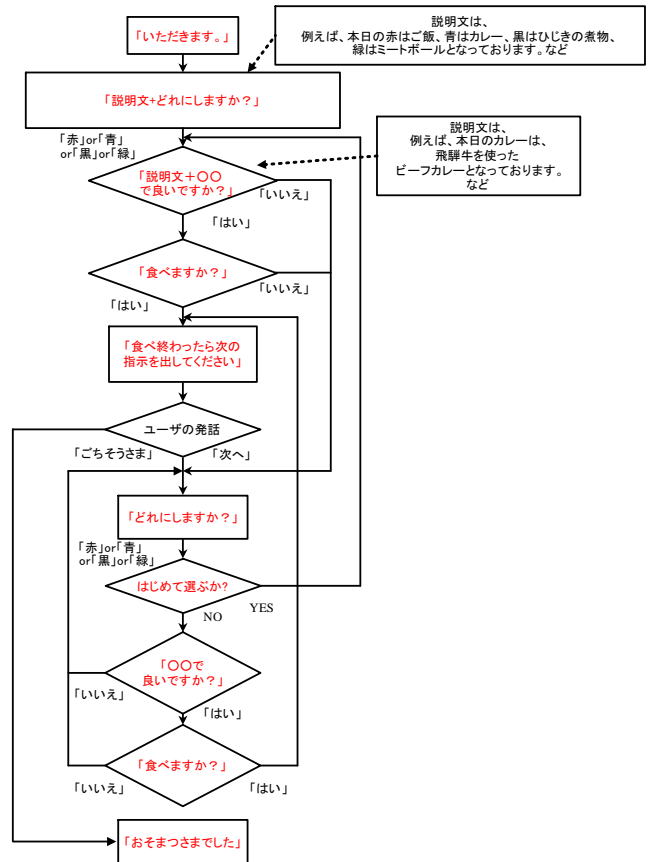 「いただきます。」
説明文は、
例えば、本日の赤はご飯、青はカレー、黒はひじきの煮物、
緑はミートボールとなっております。など
「説明文+どれにしますか？」
「赤」or「青」
or「黒」or「緑」
説明文は、
例えば、本日のカレーは、
飛騨牛を使った
ビーフカレーとなっております。
など
「説明文＋〇〇
で良いですか？」
「いいえ」
「はい」
「食べますか？」
「いいえ」
「はい」
「食べ終わったら次の
指示を出してください」
ユーザの発話
「ごちそうさま」
「次へ」
「どれにしますか？」
「赤」or「青」
or「黒」or「緑」
はじめて選ぶか?
YES
NO
「〇〇で
良いですか？」
「いいえ」
「はい」
「食べますか？」
「いいえ」
「はい」
「おそまつさまでした」